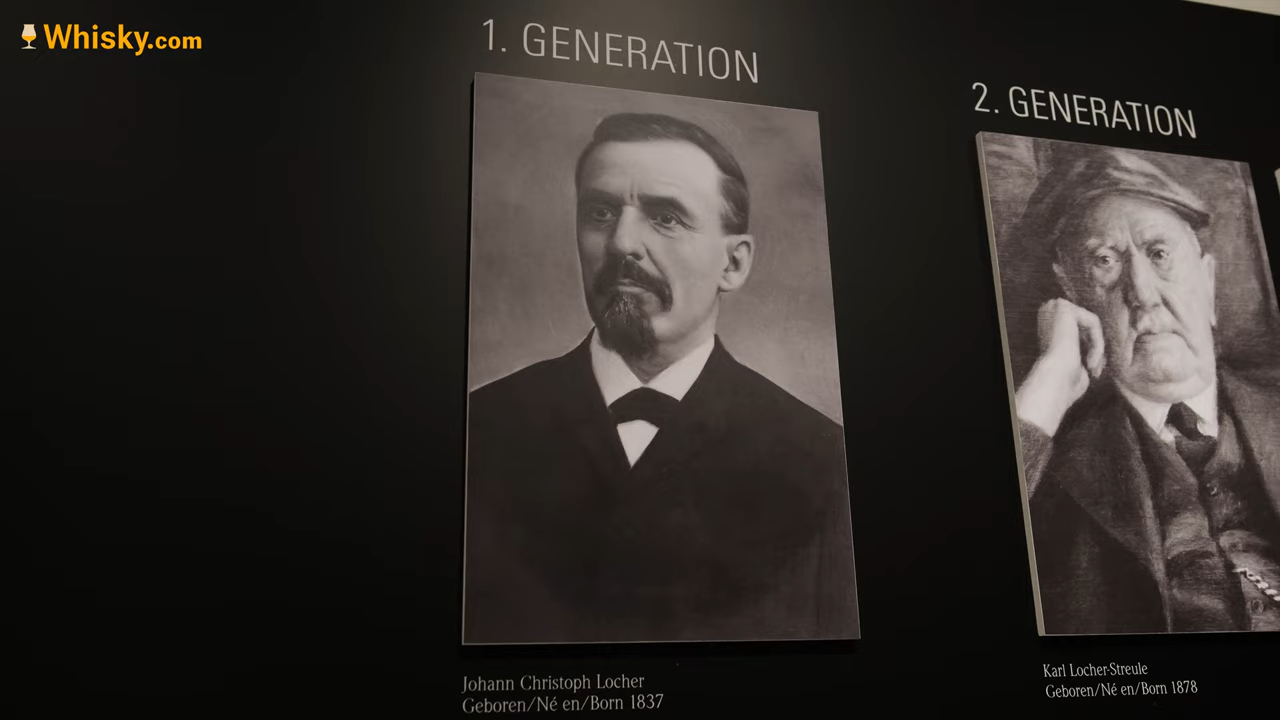 Whisky.com
1. GENERATION
2. GENERATION
Johann Christoph Locher
Geboren/Né en/Born 1837
Karl Locher-Streule
Geboren/Né en/Born 1878